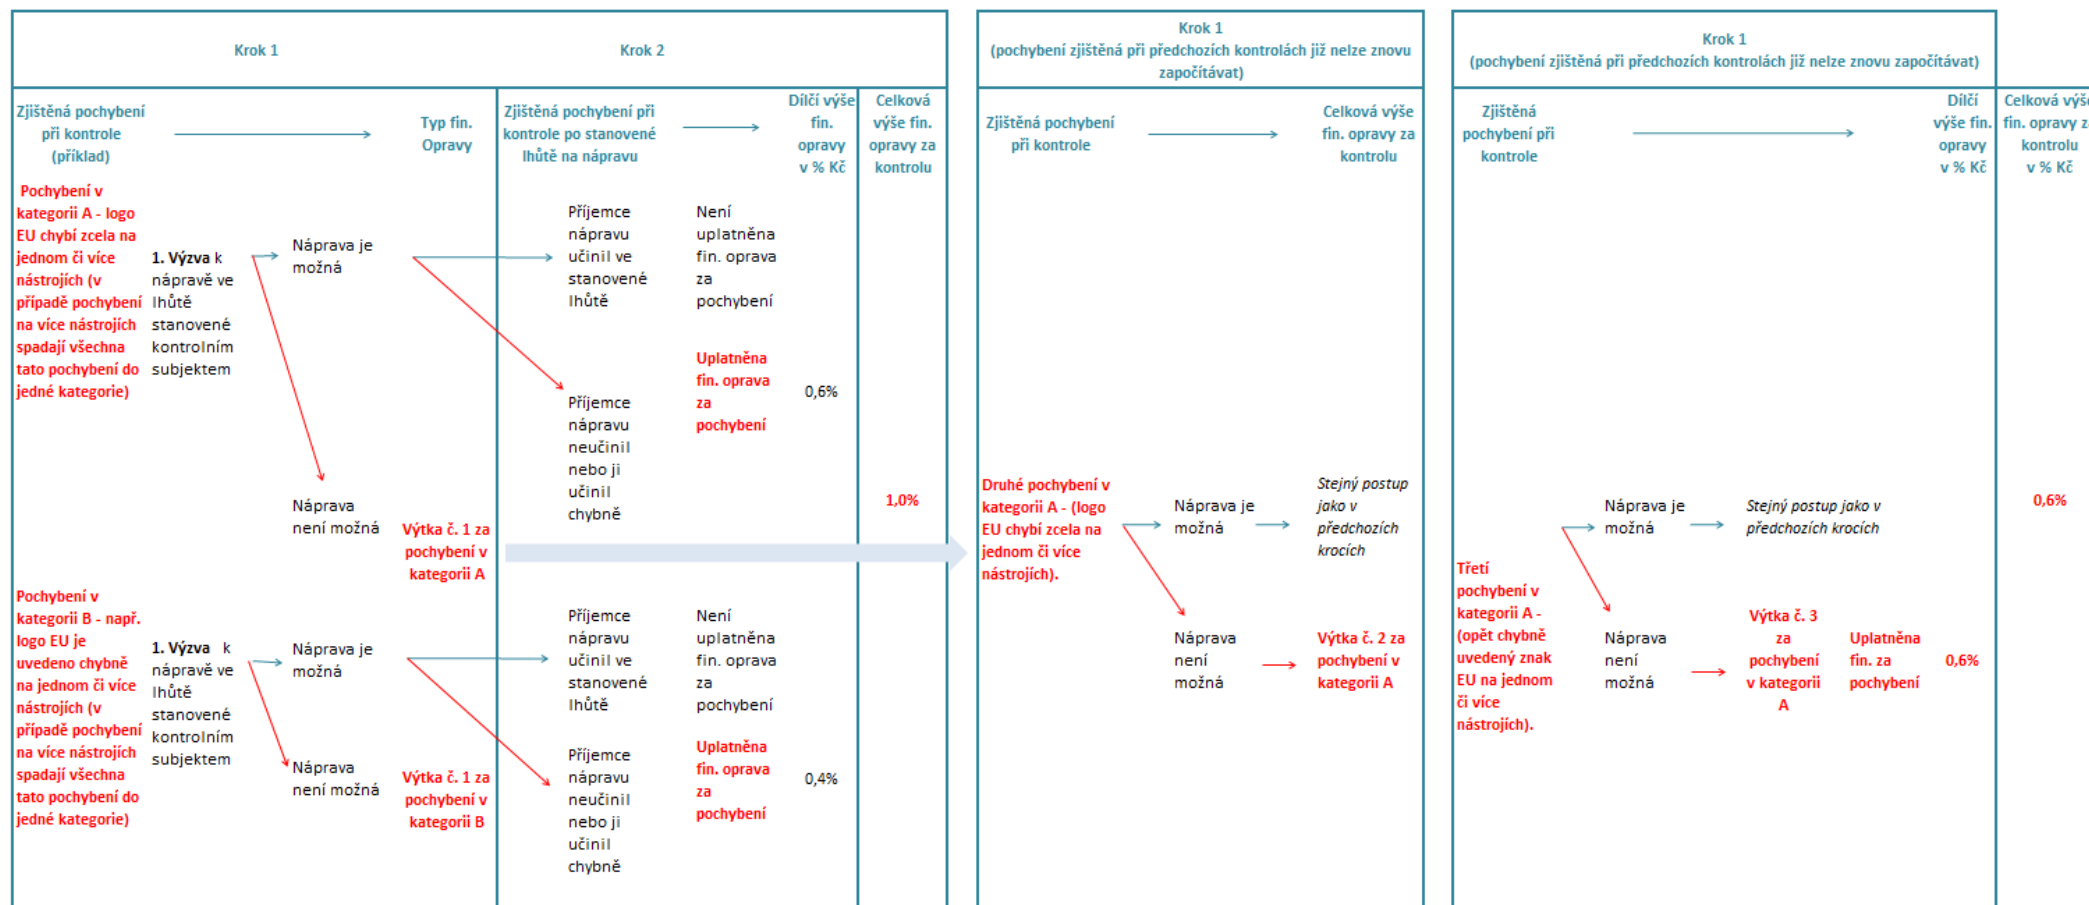 Krok 1
Krok 2
Zjištěná pochybení
při kontrole
(příklad)
Typ fin.
Opravy
Zjištěná pochybení při
kontrole po stanovené
lhůtě na nápravu
Dílčí výše
fin.
opravy
v % Kč
Celková
výše fin.
opravy za
kontrolu
Pochybení v
kategorii A - logo
EU chybí zcela na
jednom či více
nástrojích (v
případě pochybení
na více nástrojích
spadají všechna
tato pochybení do
jedné kategorie)
1. Výzva k
nápravě ve
lhůtě
stanovené
kontrolním
subjektem
Náprava je
možná
Příjemce
nápravu
učinil ve
stanovené
lhůtě
Není
uplatněna
fin. oprava
za
pochybení
Příjemce
nápravu
neučinil
nebo ji
učinil
chybně
Uplatněna
fin. oprava
za
pochybení
0,6%
Náprava
není možná
Výtka č. 1 za
pochybení v
kategorii A
1,0%
Pochybení v
kategorii B - např.
logo EU je
uvedeno chybně
na jednom či více
nástrojích (v
případě pochybení
na více nástrojích
spadají všechna
tato pochybení do
jedné kategorie)
1. Výzva k
nápravě ve
lhůtě
stanovené
kontrolním
subjektem
Náprava je
možná
Příjemce
nápravu
učinil ve
stanovené
lhůtě
Není
uplatněna
fin. oprava
za
pochybení
Náprava
není možná
Výtka č. 1 za
pochybení v
kategorii B
Příjemce
nápravu
neučinil
nebo ji
učinil
chybně
Uplatněna
fin. oprava
za
pochybení
0,4%
Krok 1
(pochybení zjištěná při předchozích kontrolách již nelze znovu
započítávat)
Zjištěná pochybení
při kontrole
Celková výše
fin. opravy za
kontrolu
Druhé pochybení v
kategorii A - (logo
EU chybí zcela na
jednom či více
nástrojích).
Náprava je
možná
Stejný postup
jako v
předchozích
krocích
Náprava
není
možná
Výtka č. 2 za
pochybení v
kategorii A
Krok 1
(pochybení zjištěná při předchozích kontrolách již nelze znovu započítávat)
Zjištěná
pochybení při
kontrole
Dílčí
výše fin.
opravy
v % Kč
Celková výše
fin. opravy za
kontrolu
v % Kč
Třetí
pochybení v
kategorii A -
(opět chybně
uvedený znak
EU na jednom
či více
nástrojích).
Náprava je
možná
Stejný postup jako v
předchozích krocích
0,6%
Náprava
není
možná
Výtka č. 3
za
pochybení
v kategorii
A
Uplatněna
fin. za
pochybení
0,6%